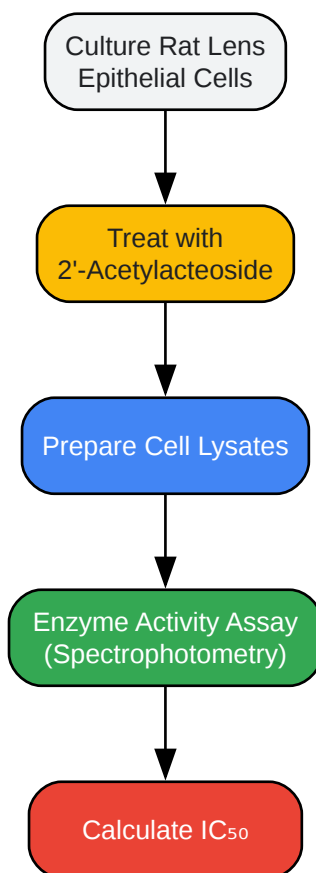 Culture Rat Lens
Epithelial Cells
Treat with
2'-Acetylacteoside
Prepare Cell Lysates
Enzyme Activity Assay
(Spectrophotometry)
Calculate IC₅₀